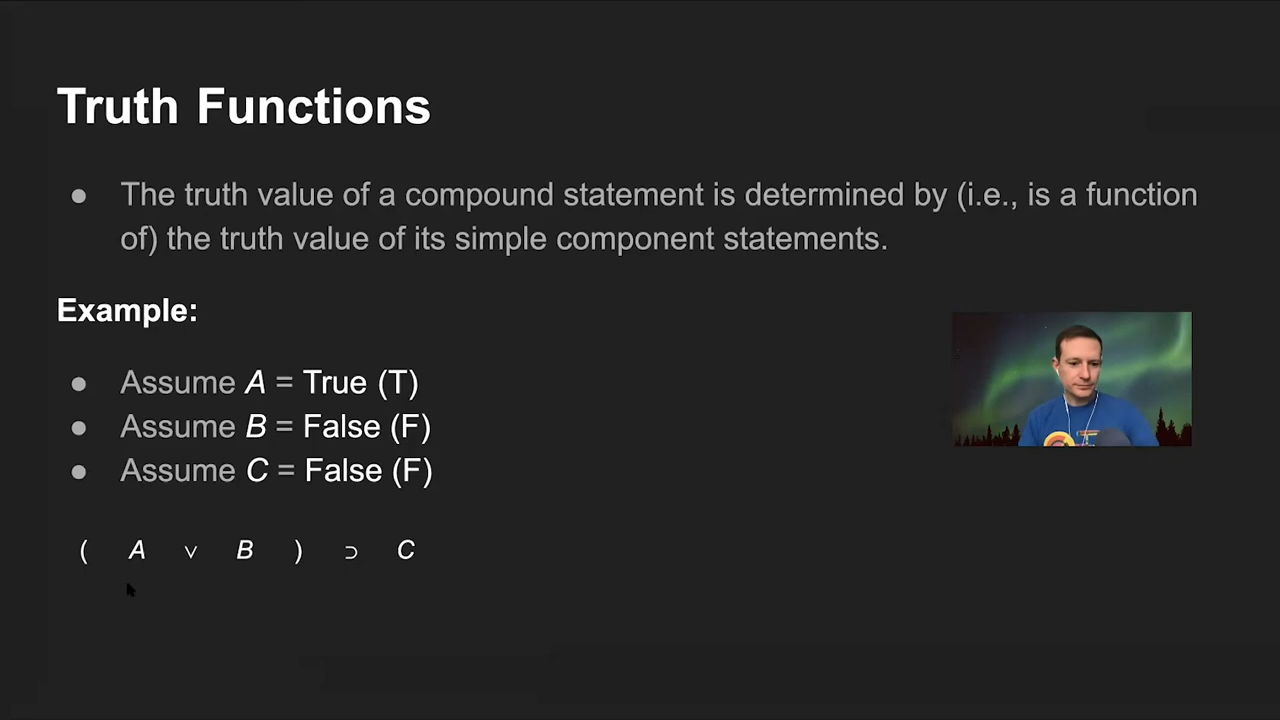 Truth Functions
● The truth value of a compound statement is determined by (i.e., is a function
of) the truth value of its simple component statements.
Example:
● Assume A = True (T)
● Assume B = False (F)
● Assume C = False (F)
( A ∨ B ) ⊃ C